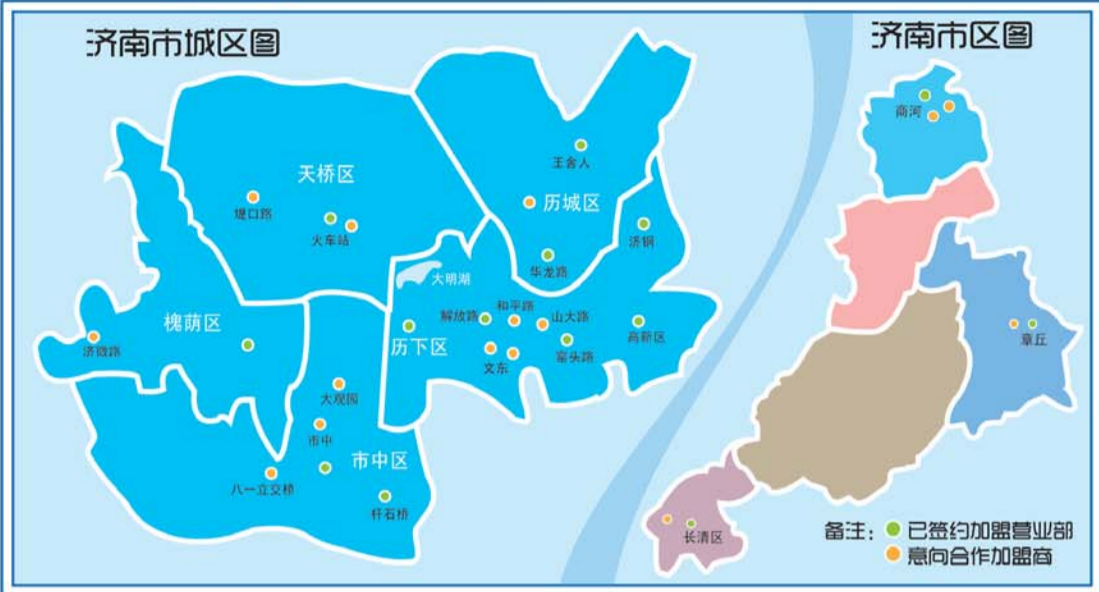 济南市城区图
济南市区图
商河
王舍人
天桥区
堤口路
历城区
火车站
济钢
华龙路
大明湖
槐荫区
解放路
和平路
山大路
济微路
历下区
高新区
窑头路
文东
章丘
大观园
市中
市中区
八一立交桥
杆石桥
长清区
备注：
已签约加盟营业部
意向合作加盟商